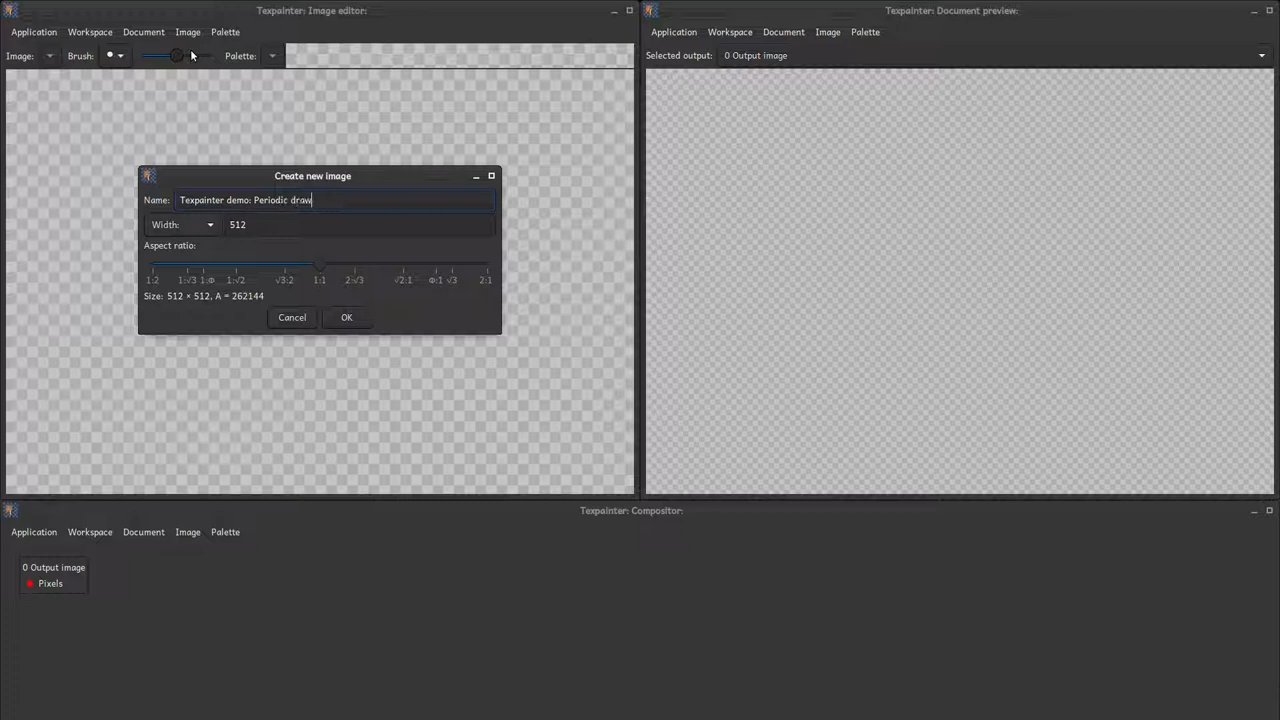 Texpainter: Image editor:
Application Workspace Document Image Palette
Image: Brush: Palette:
Create new image
Name: Texpainter demo: Periodic draw
Width: 512
Aspect ratio:
1:2 1:√3 1:Φ 1:√2 √3:2 1:1 2:√3 √2:1 Φ:1 √3 2:1
Size: 512 × 512, A = 262144
Cancel OK
Texpainter: Document preview:
Application Workspace Document Image Palette
Selected output: 0 Output image
Texpainter: Compositor:
Application Workspace Document Image Palette
0 Output image
Pixels